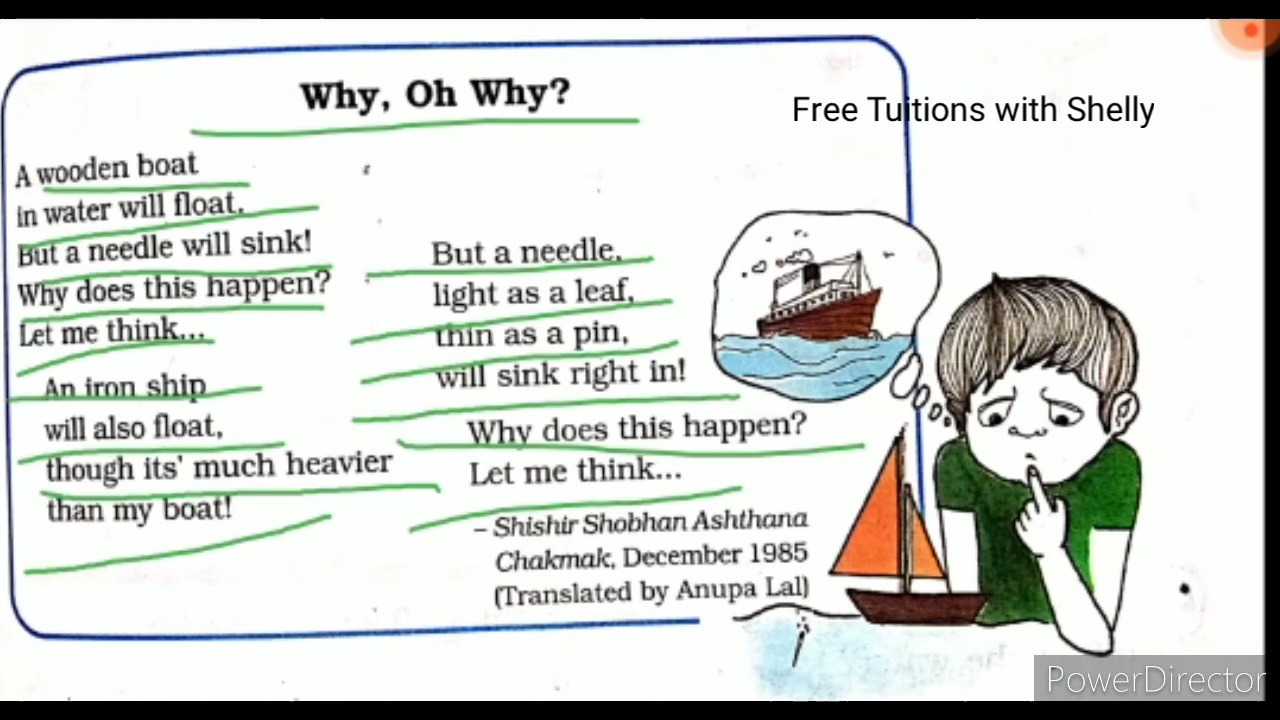 Why, Oh Why?
Free Tuitions with Shelly
A wooden boat
in water will float.
But a needle will sink!
Why does this happen?
Let me think...
An iron ship
will also float,
though its' much heavier
than my boat!
But a needle,
light as a leaf,
thin as a pin,
will sink right in!
Why does this happen?
Let me think...
– Shishir Shobhan Ashthana
Chakmak, December 1985
(Translated by Anupa Lal)
PowerDirector